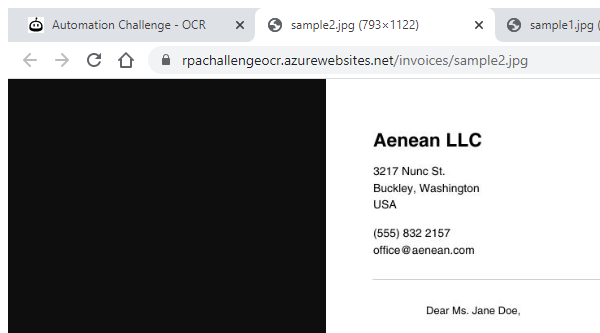 Automation Challenge - OCR
sample2.jpg (793×1122)
sample1.jpg (
rpachallengeocr.azurewebsites.net/invoices/sample2.jpg
Aenean LLC
3217 Nunc St.
Buckley, Washington
USA
(555) 832 2157
office@aenean.com
Dear Ms. Jane Doe,